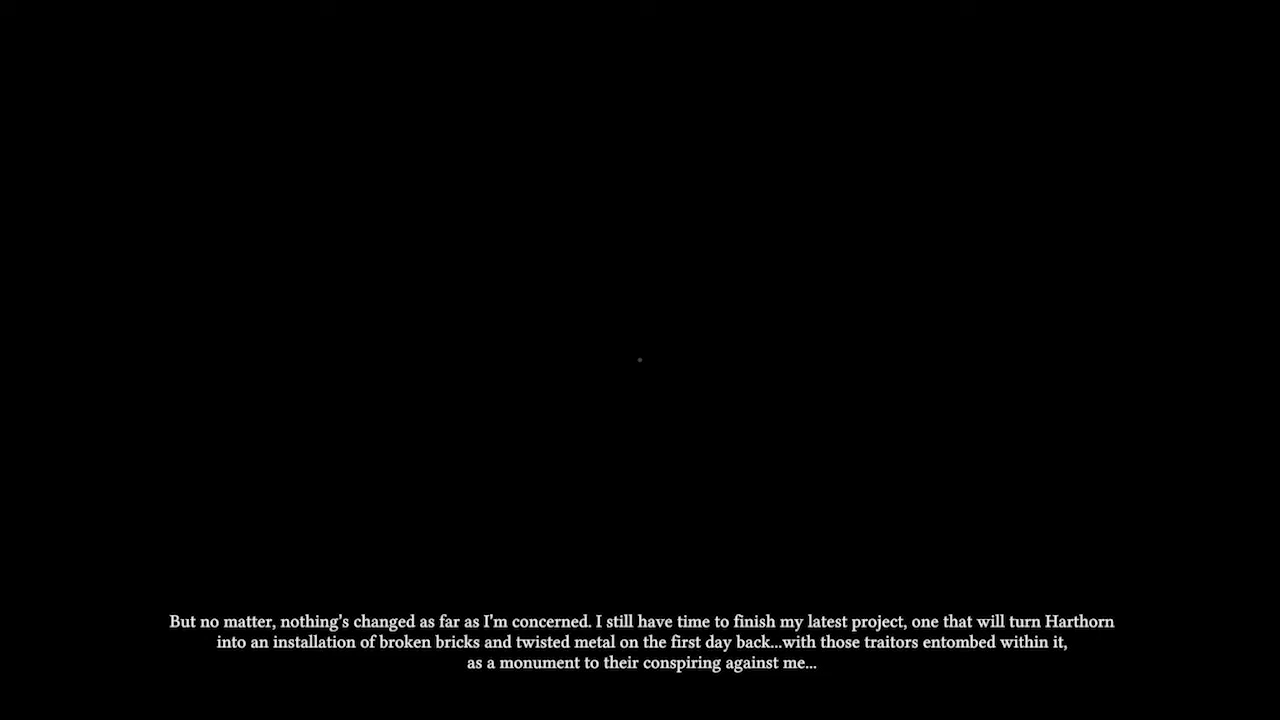 But no matter, nothing's changed as far as I'm concerned. I still have time to finish my latest project, one that will turn Harthorn
into an installation of broken bricks and twisted metal on the first day back...with those traitors entombed within it,
as a monument to their conspiring against me...